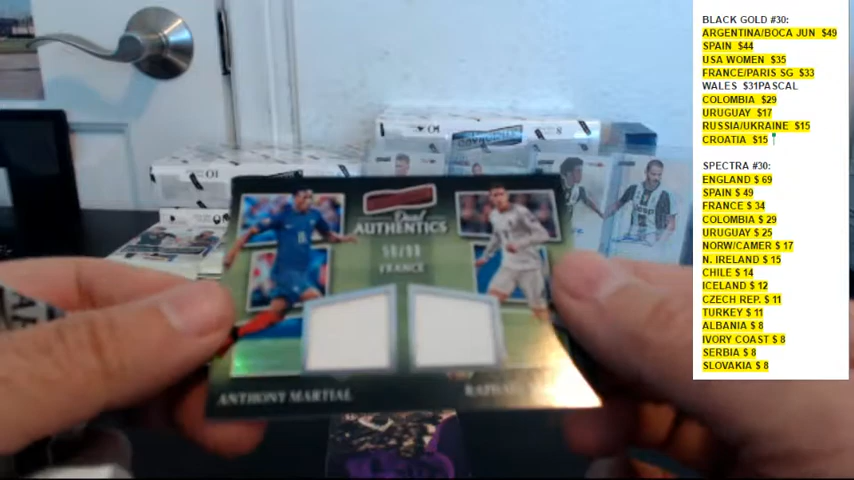 BLACK GOLD #30:
ARGENTINA/BOCA JUN $49
SPAIN $44
USA WOMEN $35
FRANCE/PARIS SG $33
WALES $31PASCAL
COLOMBIA $29
URUGUAY $17
RUSSIA/UKRAINE $15
CROATIA $15
SPECTRA #30:
ENGLAND $ 69
SPAIN $ 49
FRANCE $ 34
COLOMBIA $ 29
URUGUAY $ 25
NORW/CAMER $ 17
N. IRELAND $ 15
CHILE $ 14
ICELAND $ 12
CZECH REP. $ 11
TURKEY $ 11
ALBANIA $ 8
IVORY COAST $ 8
SERBIA $ 8
SLOVAKIA $ 8
Dual
AUTHENTICS
FRANCE
ANTHONY MARTIAL